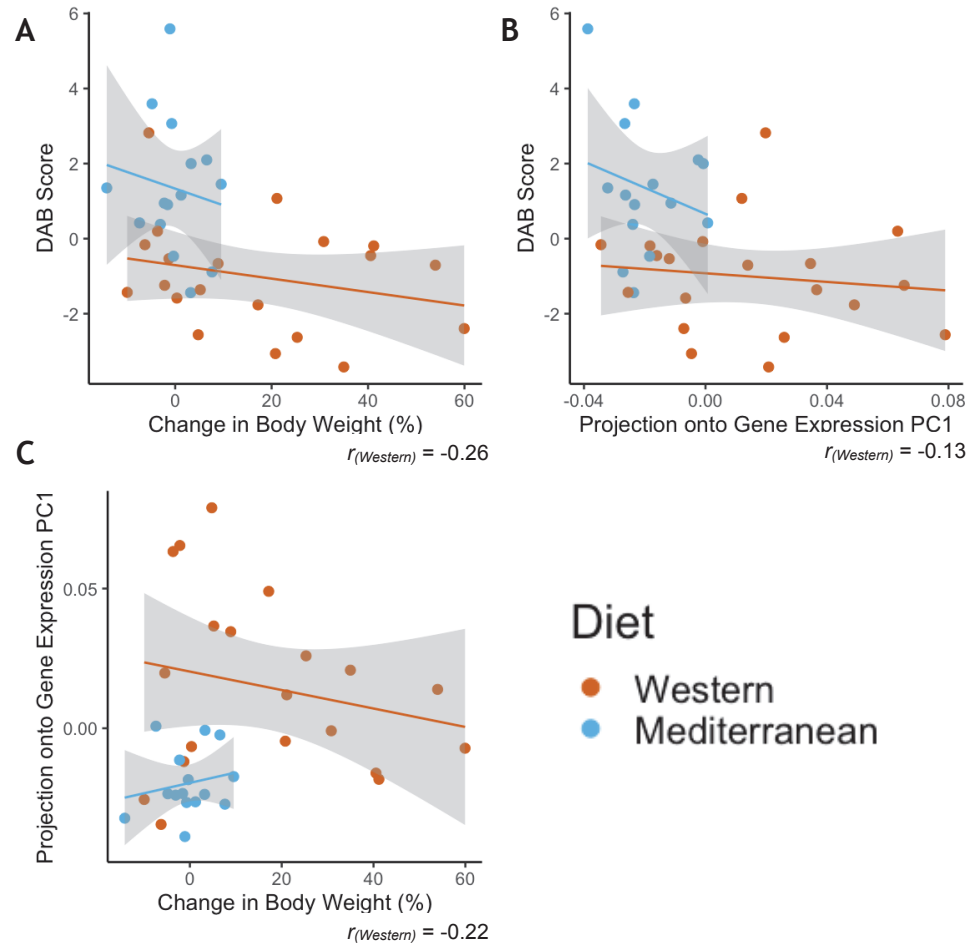 A
DAB Score
6
4
2
0
-2
0
20
40
60
Change in Body Weight (%)
r(Western) = -0.26
B
DAB Score
6
4
2
0
-2
-0.04
0.00
0.04
0.08
Projection onto Gene Expression PC1
r(Western) = -0.13
C
Projection onto Gene Expression PC1
0.05
0.00
0
20
40
60
Change in Body Weight (%)
r(Western) = -0.22
Diet
Western
Mediterranean